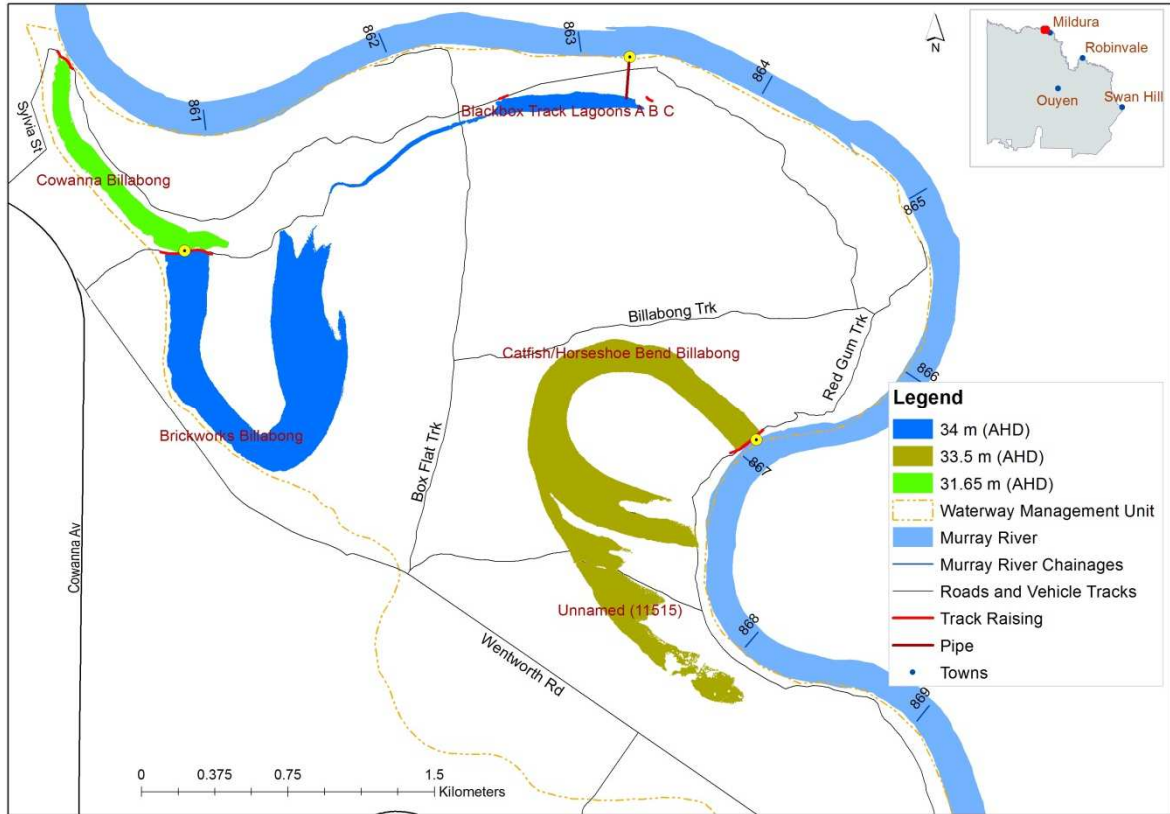 862
863
864
861
865
866
867
868
869
N
Mildura
Robinvale
Ouyen
Swan Hill
Sylvia St
Blackbox Track Lagoons A B C
Cowanna Billabong
Billabong Trk
Catfish/Horseshoe Bend Billabong
Red Gum Trk
Brickworks Billabong
Box Flat Trk
Cowanna Av
Unnamed (11515)
Wentworth Rd
Legend
34 m (AHD)
33.5 m (AHD)
31.65 m (AHD)
Waterway Management Unit
Murray River
Murray River Chainages
Roads and Vehicle Tracks
Track Raising
Pipe
Towns
0 0.375 0.75 1.5
Kilometers